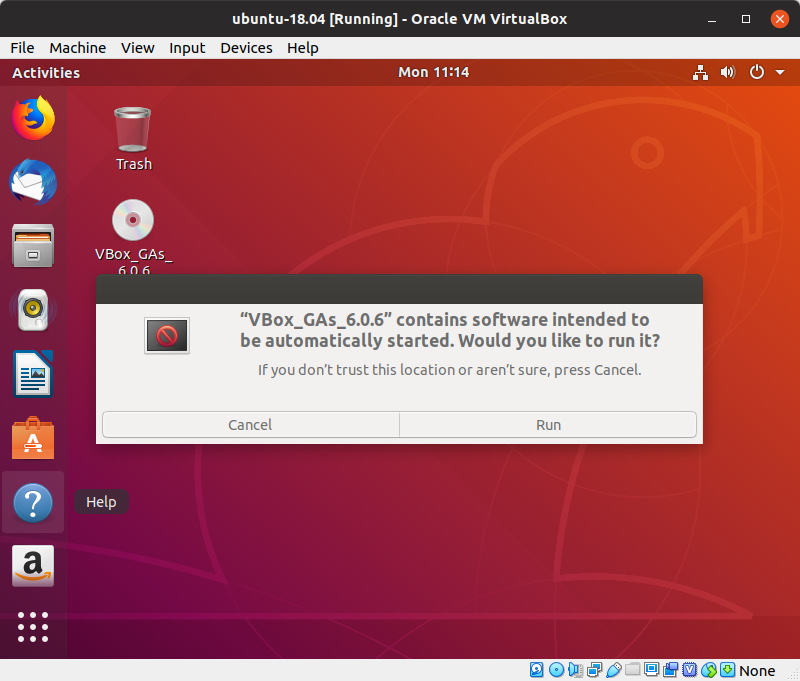 ubuntu-18.04 [Running] - Oracle VM VirtualBox
File Machine View Input Devices Help
Activities Mon 11:14
Trash
VBox_GAs_
6.0.6
“VBox_GAs_6.0.6” contains software intended to
be automatically started. Would you like to run it?
If you don’t trust this location or aren’t sure, press Cancel.
Cancel Run
Help
None